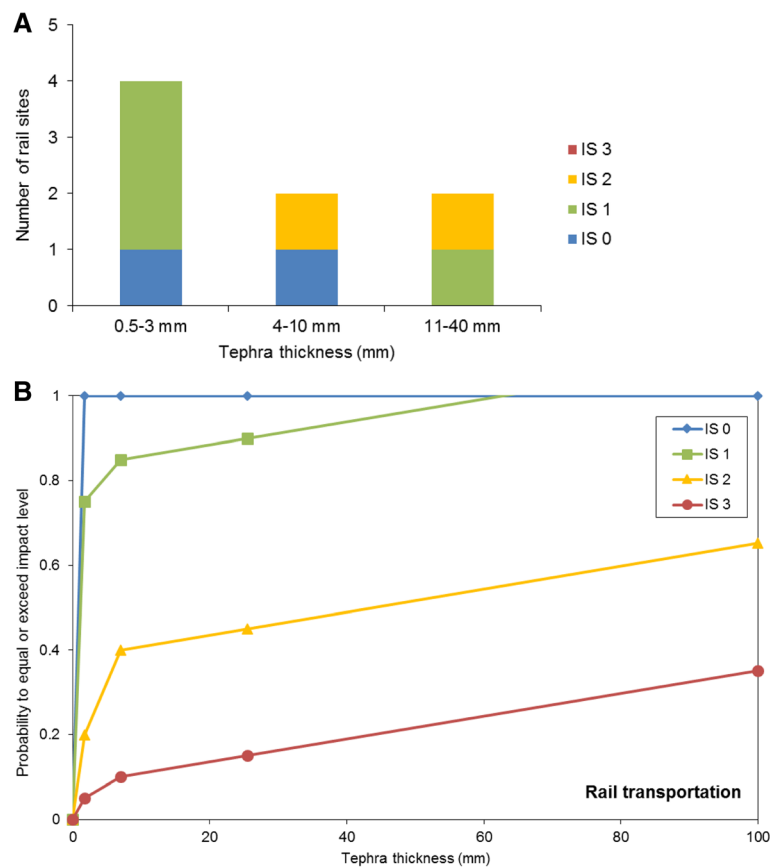 A
5
4
3
2
1
0
Number of rail sites
0.5-3 mm 4-10 mm 11-40 mm
Tephra thickness (mm)
IS 3
IS 2
IS 1
IS 0
B
1
0.8
0.6
0.4
0.2
0
Probability to equal or exceed impact level
IS 0
IS 1
IS 2
IS 3
Rail transportation
0 20 40 60 80 100
Tephra thickness (mm)